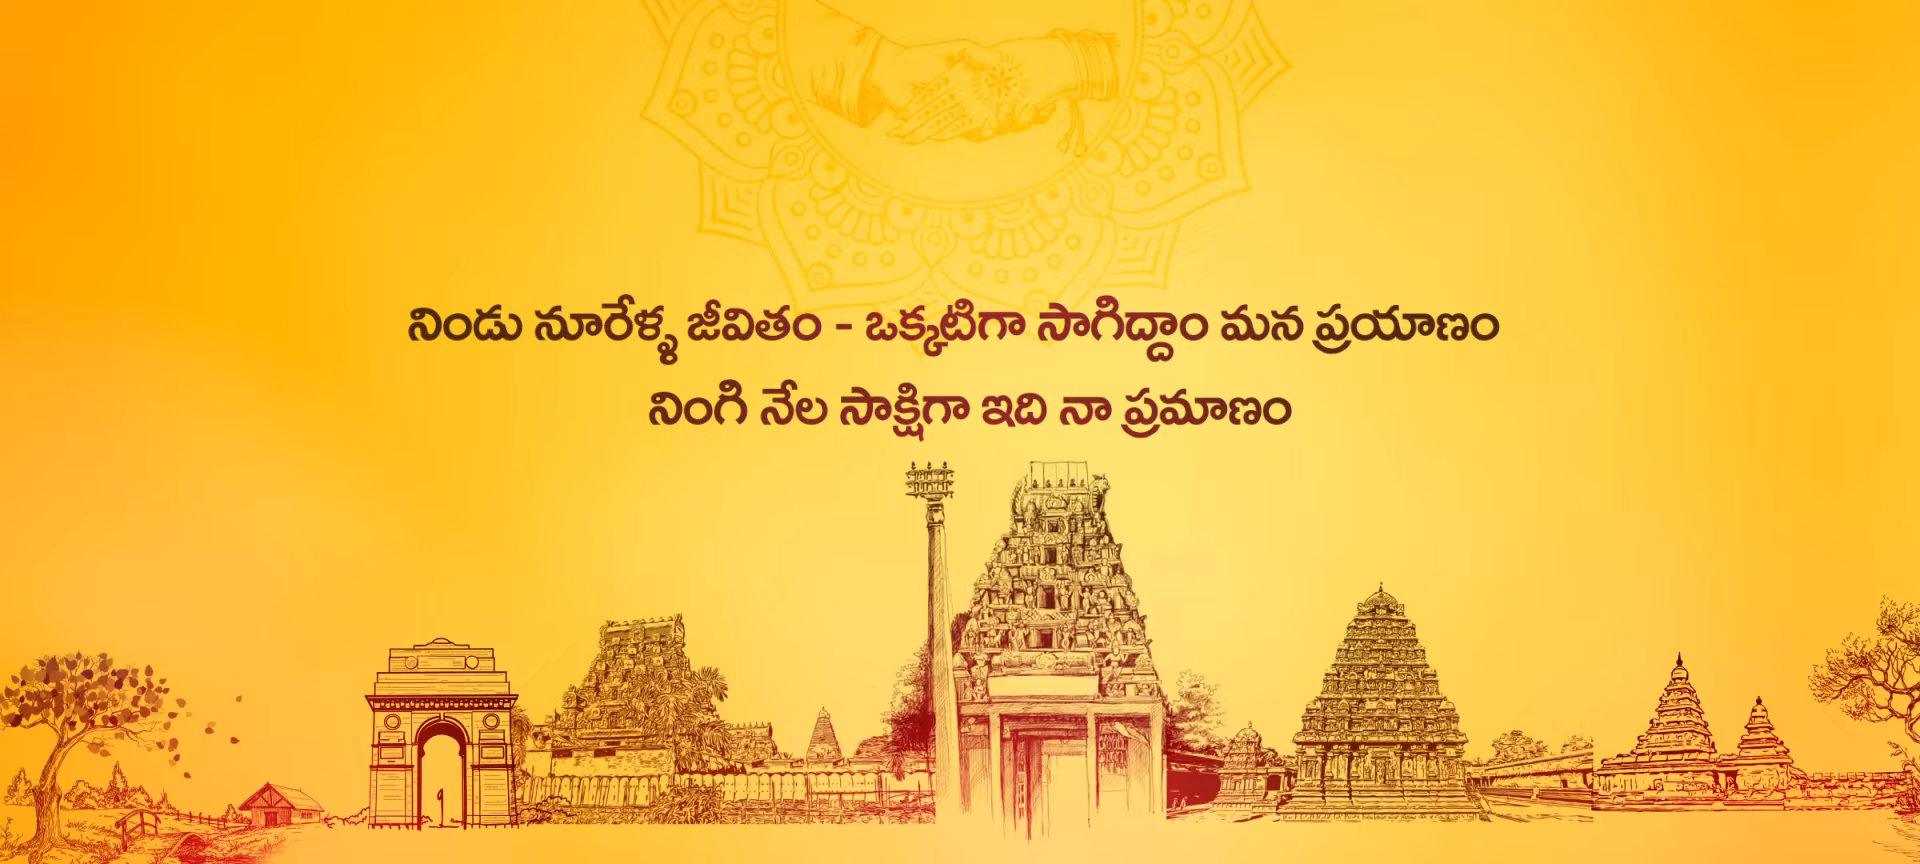 నిండు నూరేళ్ళ జీవితం - ఒక్కటిగా సాగిద్దాం మన ప్రయాణం
నింగి నేల సాక్షిగా ఇది నా ప్రమాణం